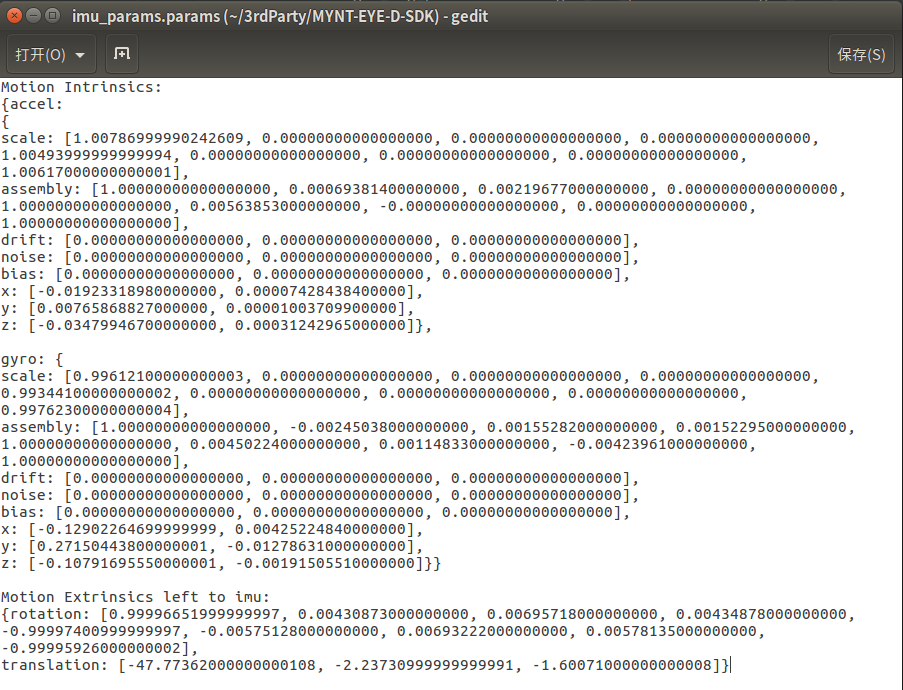 imu_params.params (~/3rdParty/MYNT-EYE-D-SDK) - gedit
打开(O)
保存(S)
Motion Intrinsics:
{accel:
{
scale: [1.00786999990242609, 0.00000000000000000, 0.00000000000000000, 0.00000000000000000,
1.00493999999999994, 0.00000000000000000, 0.00000000000000000, 0.00000000000000000,
1.00617000000000001],
assembly: [1.00000000000000000, 0.00069381400000000, 0.00219677000000000, 0.00000000000000000,
1.00000000000000000, 0.00563853000000000, -0.00000000000000000, 0.00000000000000000,
1.00000000000000000],
drift: [0.00000000000000000, 0.00000000000000000, 0.00000000000000000],
noise: [0.00000000000000000, 0.00000000000000000, 0.00000000000000000],
bias: [0.00000000000000000, 0.00000000000000000, 0.00000000000000000],
x: [-0.01923318980000000, 0.00007428438400000],
y: [0.00765868827000000, 0.00001003709900000],
z: [-0.03479946700000000, 0.00031242965000000]},
gyro: {
scale: [0.99612100000000003, 0.00000000000000000, 0.00000000000000000, 0.00000000000000000,
0.99344100000000002, 0.00000000000000000, 0.00000000000000000, 0.00000000000000000,
0.99762300000000004],
assembly: [1.00000000000000000, -0.00245038000000000, 0.00155282000000000, 0.00152295000000000,
1.00000000000000000, 0.00450224000000000, 0.00114833000000000, -0.00423961000000000,
1.00000000000000000],
drift: [0.00000000000000000, 0.00000000000000000, 0.00000000000000000],
noise: [0.00000000000000000, 0.00000000000000000, 0.00000000000000000],
bias: [0.00000000000000000, 0.00000000000000000, 0.00000000000000000],
x: [-0.12902264699999999, 0.00425224840000000],
y: [0.27150443800000001, -0.01278631000000000],
z: [-0.10791695550000001, -0.00191505510000000]}}
Motion Extrinsics left to imu:
{rotation: [0.99996651999999997, 0.00430873000000000, 0.00695718000000000, 0.00434878000000000,
-0.99997400999999997, -0.00575128000000000, 0.00693222000000000, 0.00578135000000000,
-0.99995926000000002],
translation: [-47.77362000000000108, -2.23730999999999991, -1.60071000000000008]}